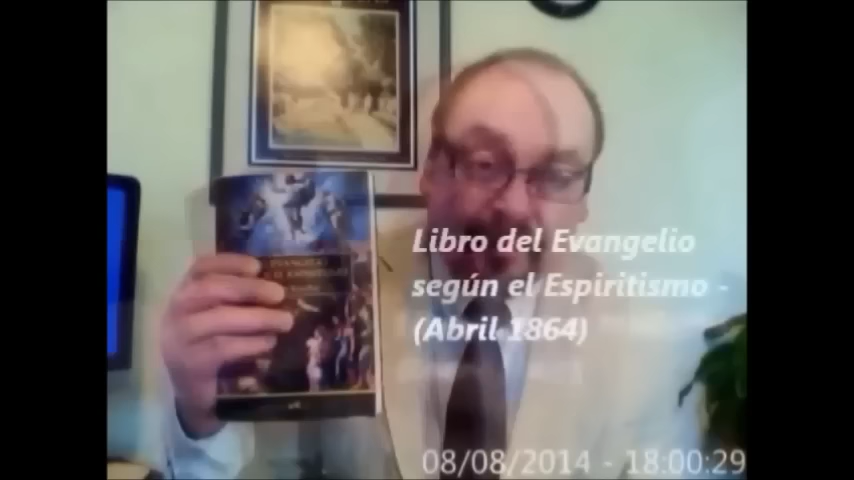 Libro del Evangelio
según el Espiritismo -
(Abril 1864)
08/08/2014 - 18:00:29